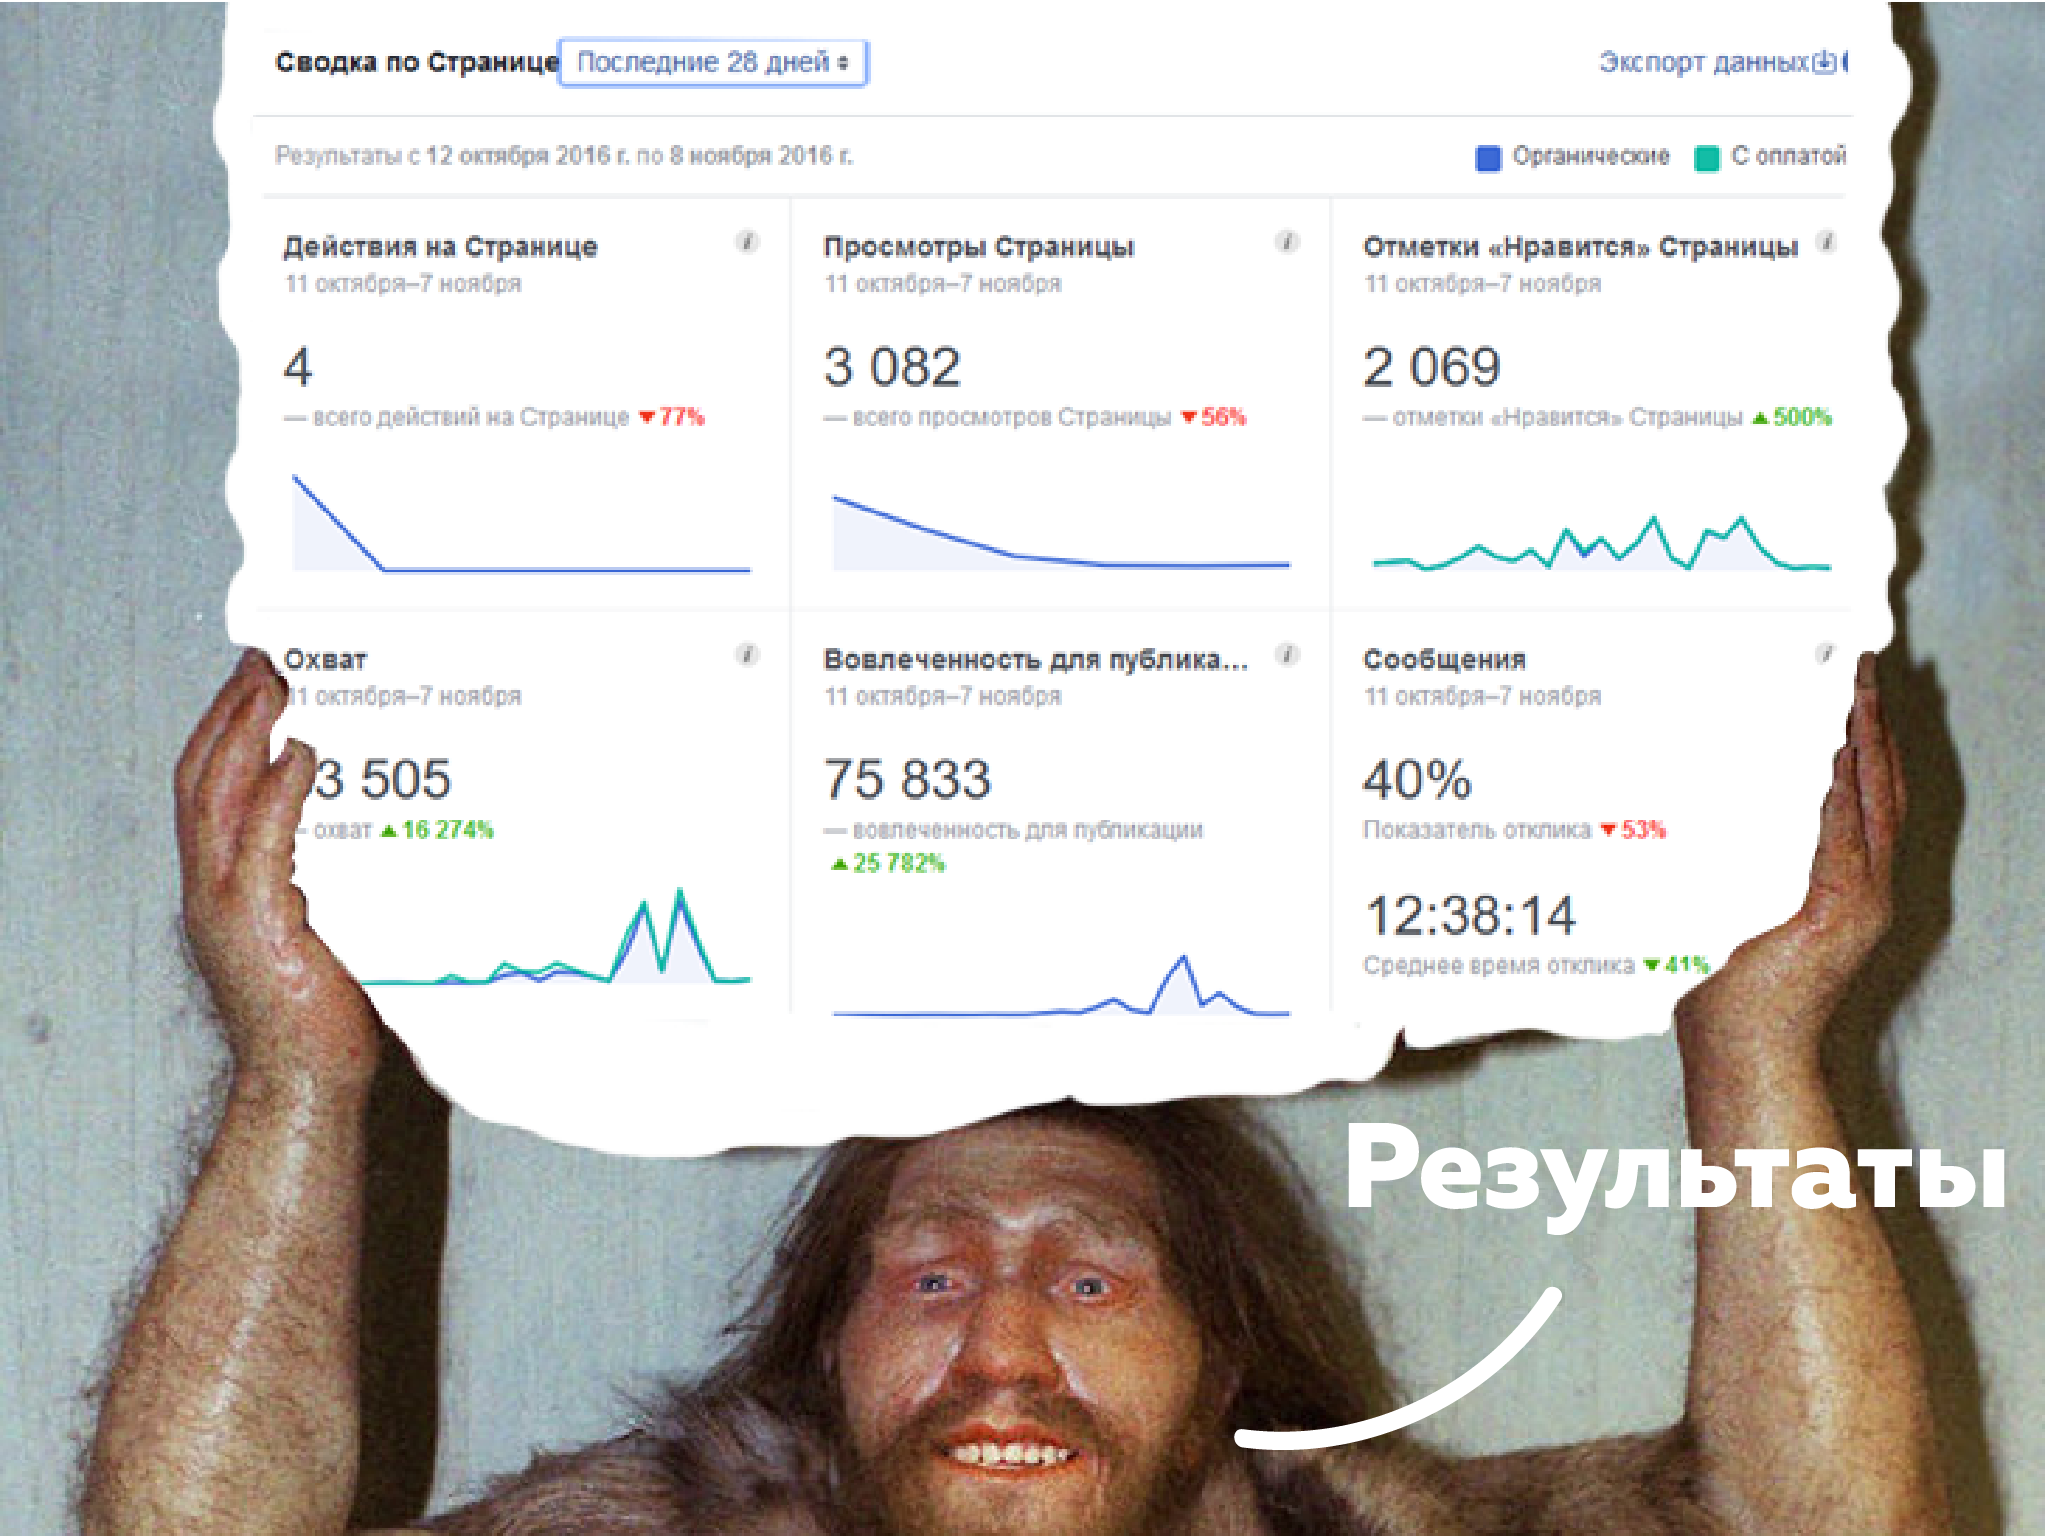 Сводка по Странице Последние 28 дней Экспорт данных
Результаты с 12 октября 2016 г. по 8 ноября 2016 г. Органические С оплатой
Действия на Странице
11 октября–7 ноября
4
— всего действий на Странице ▼77%
Просмотры Страницы
11 октября–7 ноября
3 082
— всего просмотров Страницы ▼56%
Отметки «Нравится» Страницы
11 октября–7 ноября
2 069
— отметки «Нравится» Страницы ▲500%
Охват
11 октября–7 ноября
3 505
— охват ▲16 274%
Вовлеченность для публика...
11 октября–7 ноября
75 833
— вовлеченность для публикации
▲25 782%
Сообщения
11 октября–7 ноября
40%
Показатель отклика ▼53%
12:38:14
Среднее время отклика ▼41%
Результаты